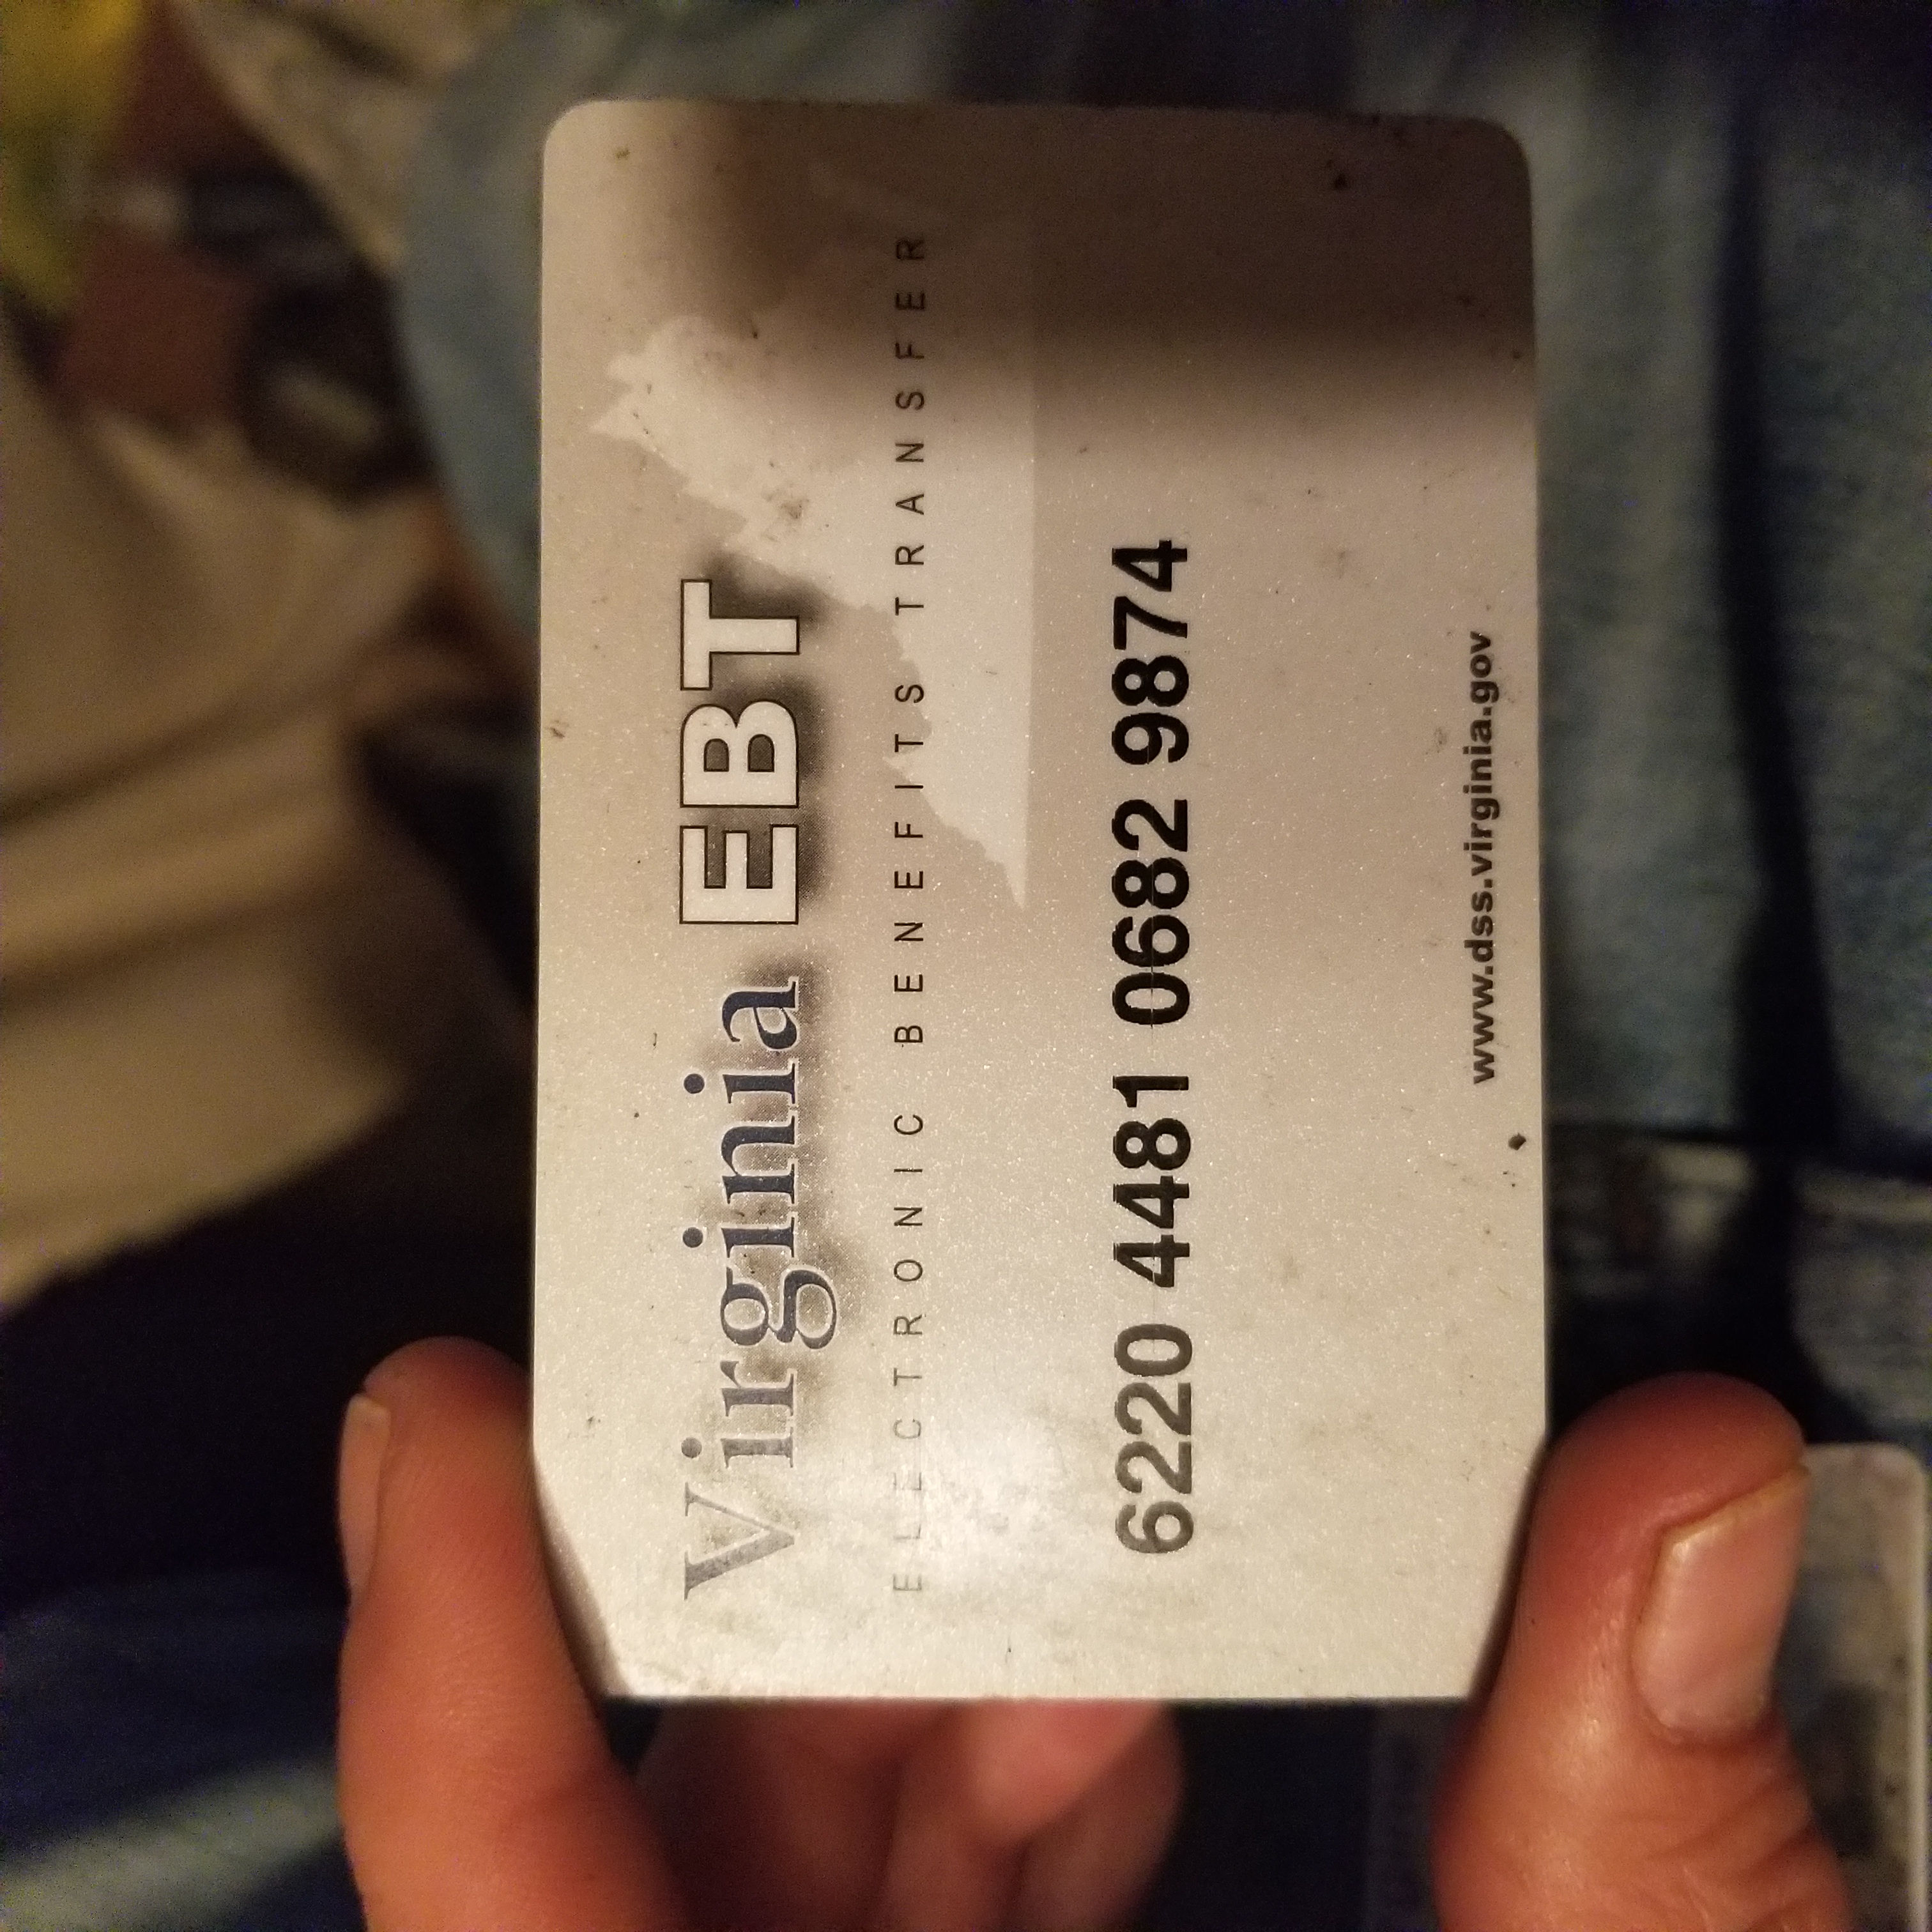 Virginia EBT
ELECTRONIC BENEFITS TRANSFER
6220 4481 0682 9874
www.dss.virginia.gov